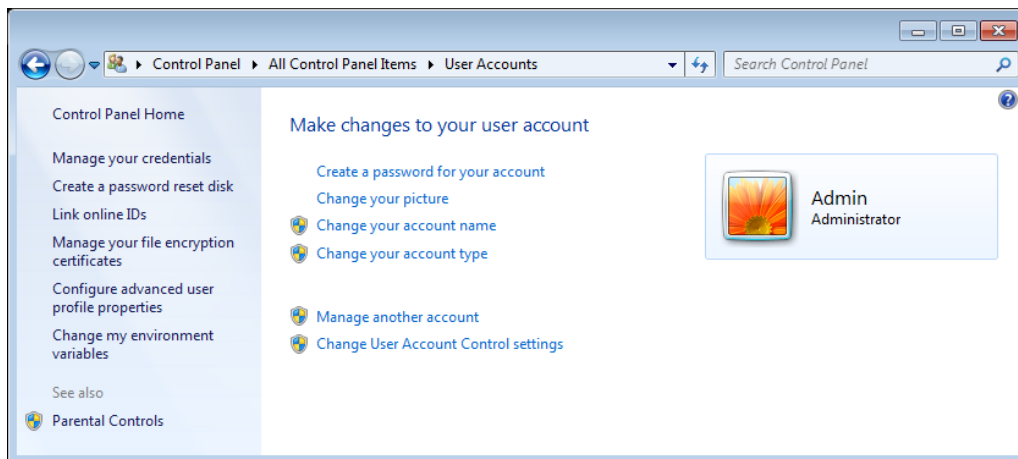 Control Panel All Control Panel Items User Accounts Search Control Panel
Control Panel Home
Manage your credentials
Create a password reset disk
Link online IDs
Manage your file encryption
certificates
Configure advanced user
profile properties
Change my environment
variables
See also
Parental Controls
Make changes to your user account
Create a password for your account
Change your picture
Change your account name
Change your account type
Manage another account
Change User Account Control settings
Admin
Administrator